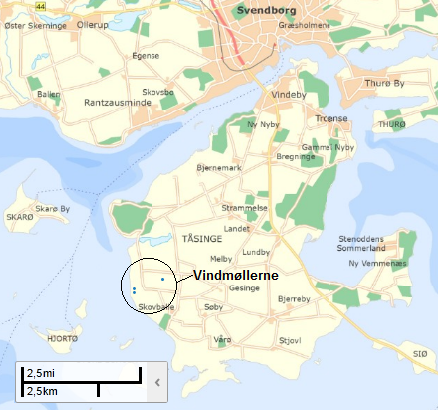 44
Svendborg
Øster Skerninge
Ollerup
Græsholmene
Egense
Ballen
Skovsbo
Rantzausminde
Vindeby
Thurø By
Ny Nyby
Troense
THURØ
Gammel Nyby
Bregninge
Bjernemark
Skarø By
SKARØ
Strammelse
Landet
TÅSINGE
Stenoddens
Sommerland
Lundby
Melby
Ny Vemmenæs
Vindmøllerne
Gesinge
Bjerreby
Skovballe
Søby
HJORTØ
Vårø
Stjovl
SIØ
2,5mi
2,5km